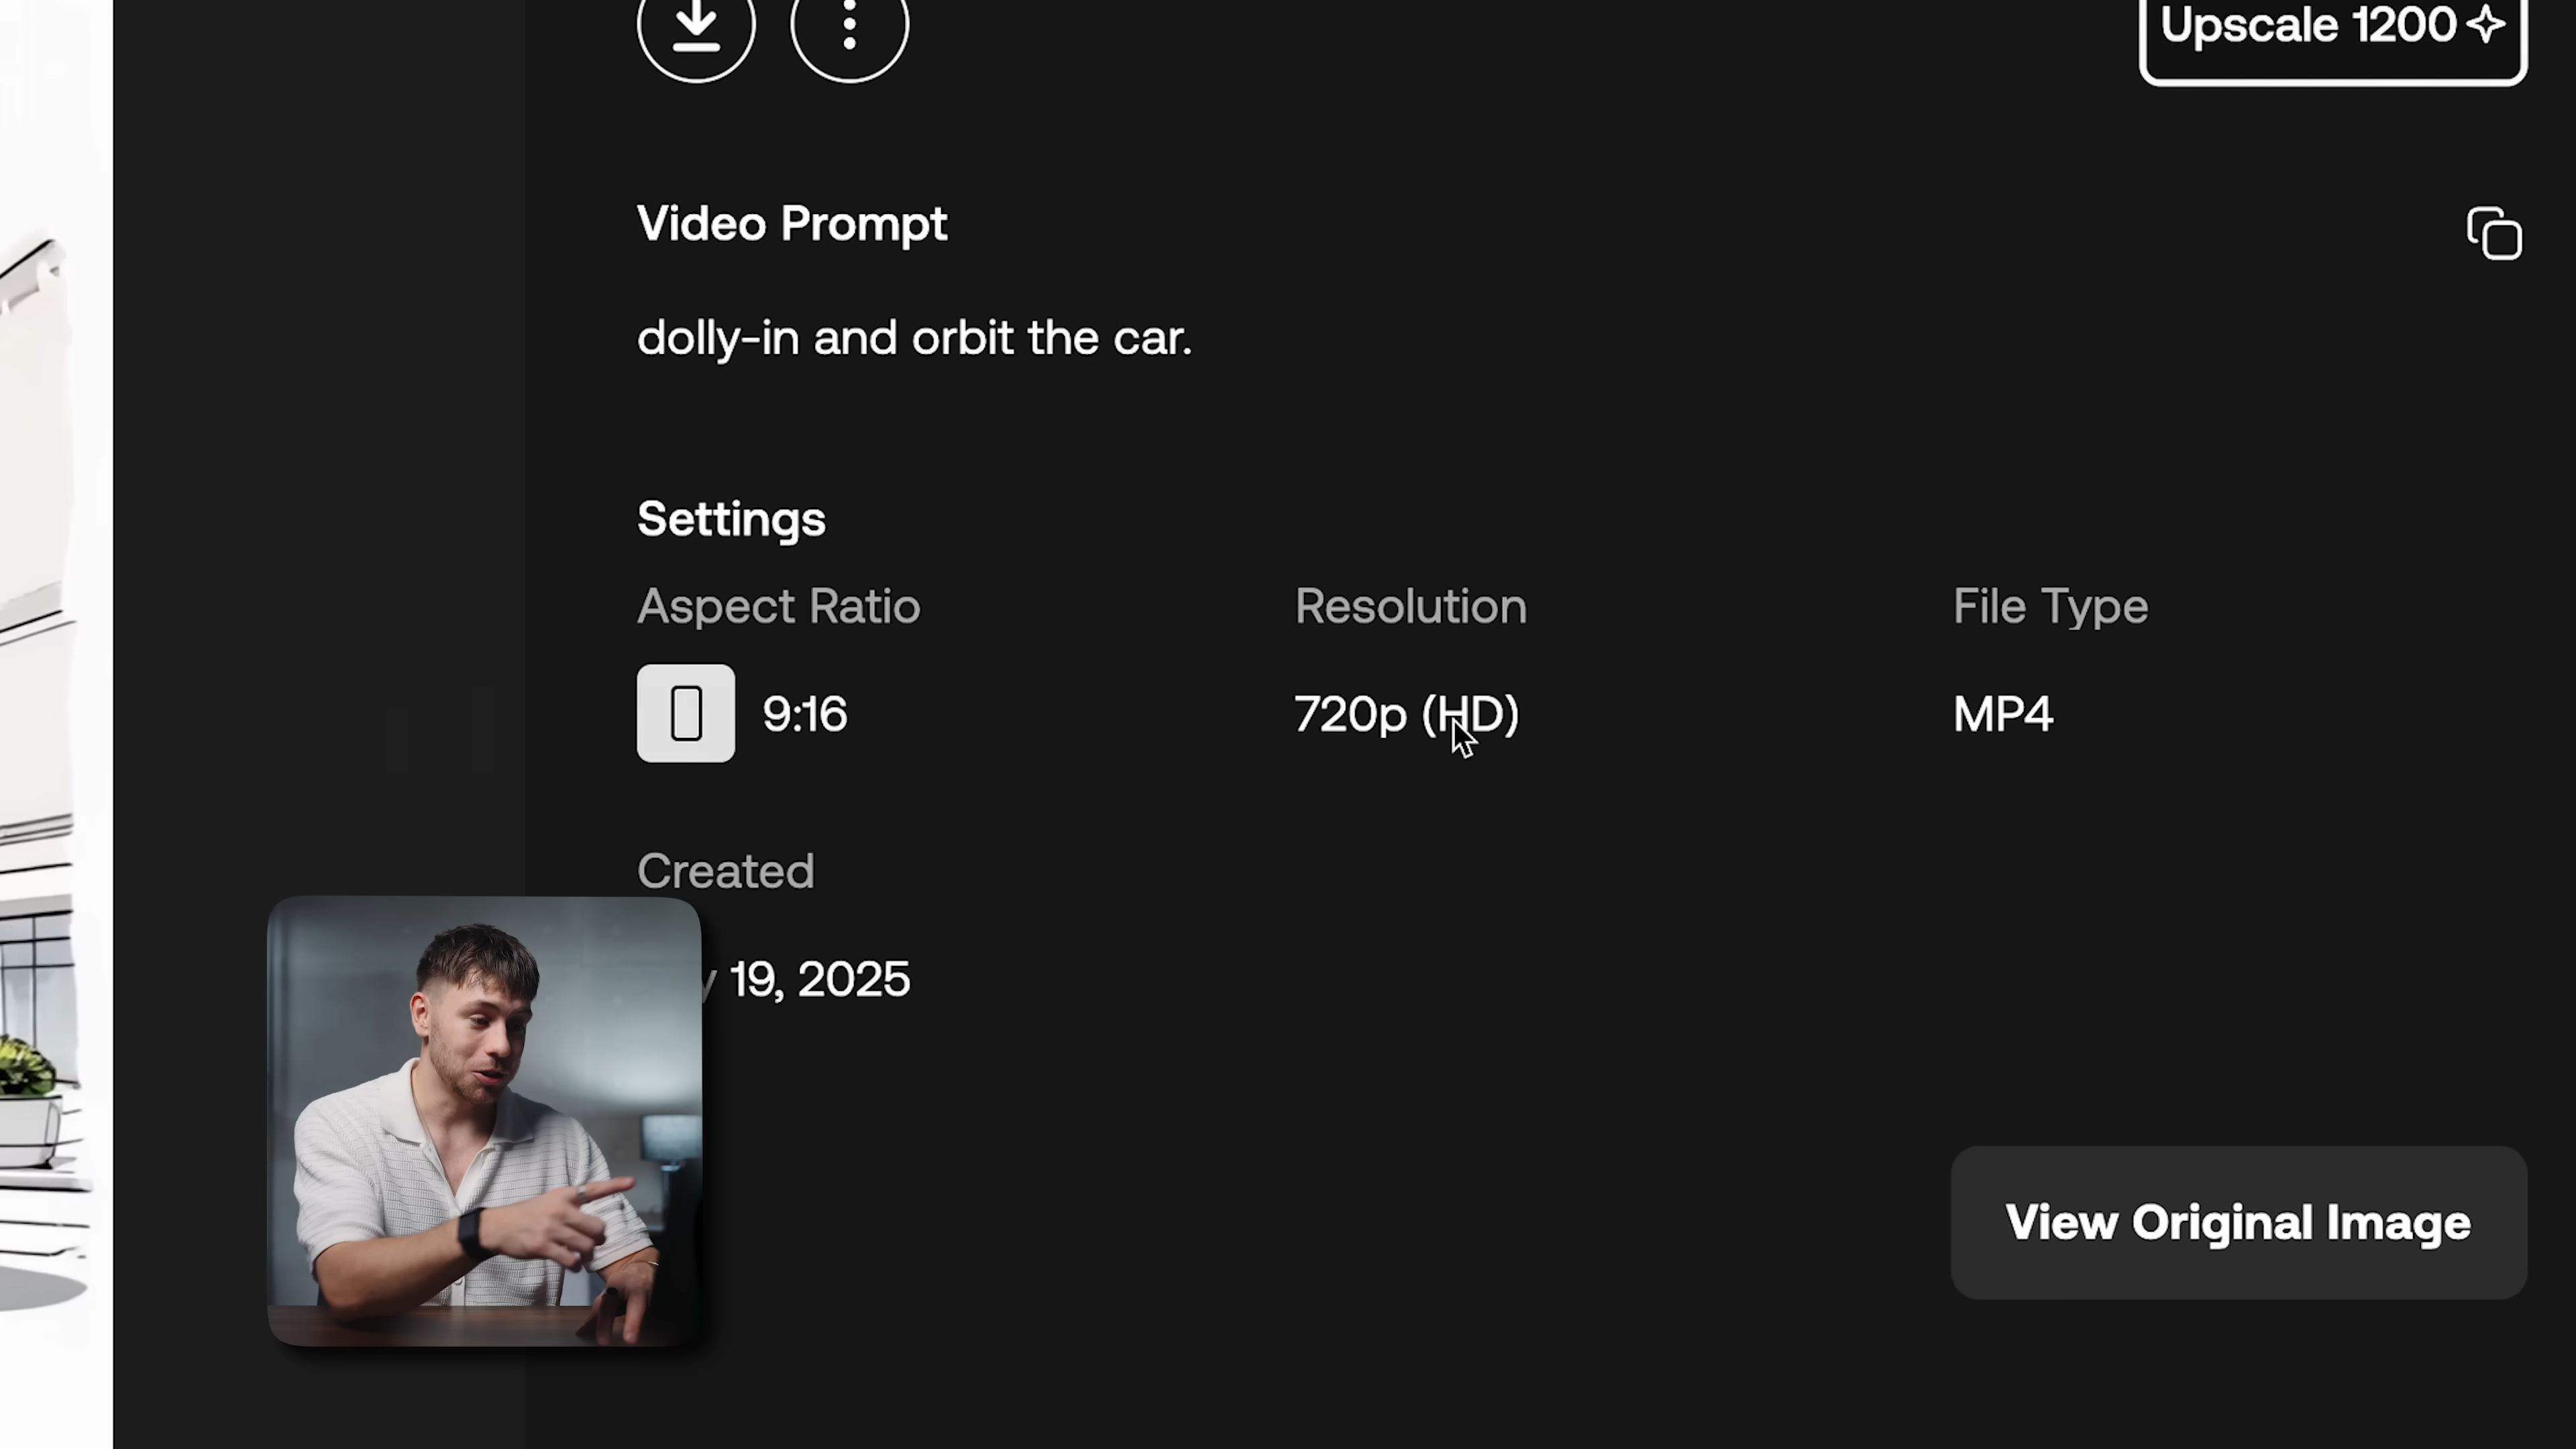 Upscale 1200
Video Prompt
dolly-in and orbit the car.
Settings
Aspect Ratio
Resolution
File Type
9:16
720p (HD)
MP4
Created
19, 2025
View Original Image